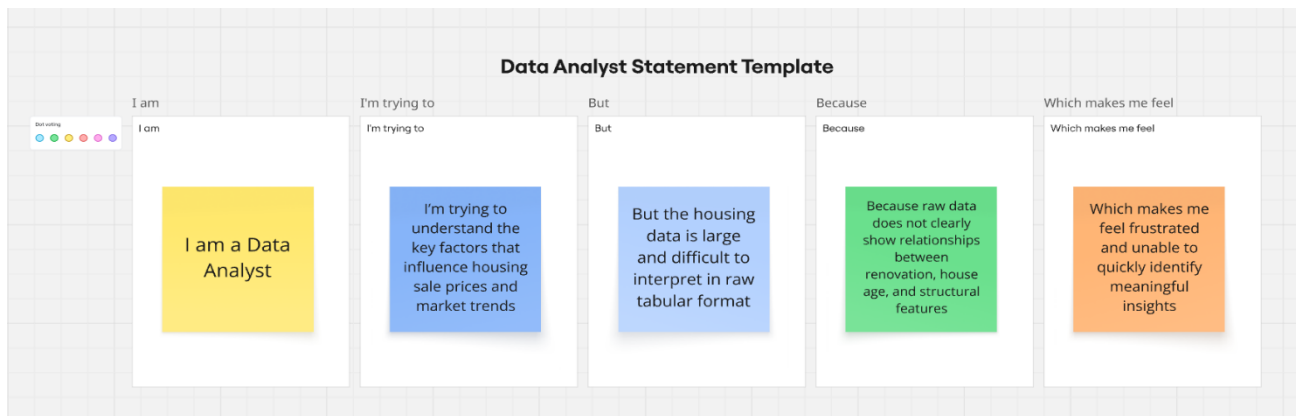 Data Analyst Statement Template
I am
I'm trying to
But
Because
Which makes me feel
Dot voting
I am
I'm trying to
But
Because
Which makes me feel
I am a Data
Analyst
I'm trying to
understand the
key factors that
influence housing
sale prices and
market trends
But the housing
data is large
and difficult to
interpret in raw
tabular format
Because raw data
does not clearly
show relationships
between
renovation, house
age, and structural
features
Which makes me
feel frustrated
and unable to
quickly identify
meaningful
insights